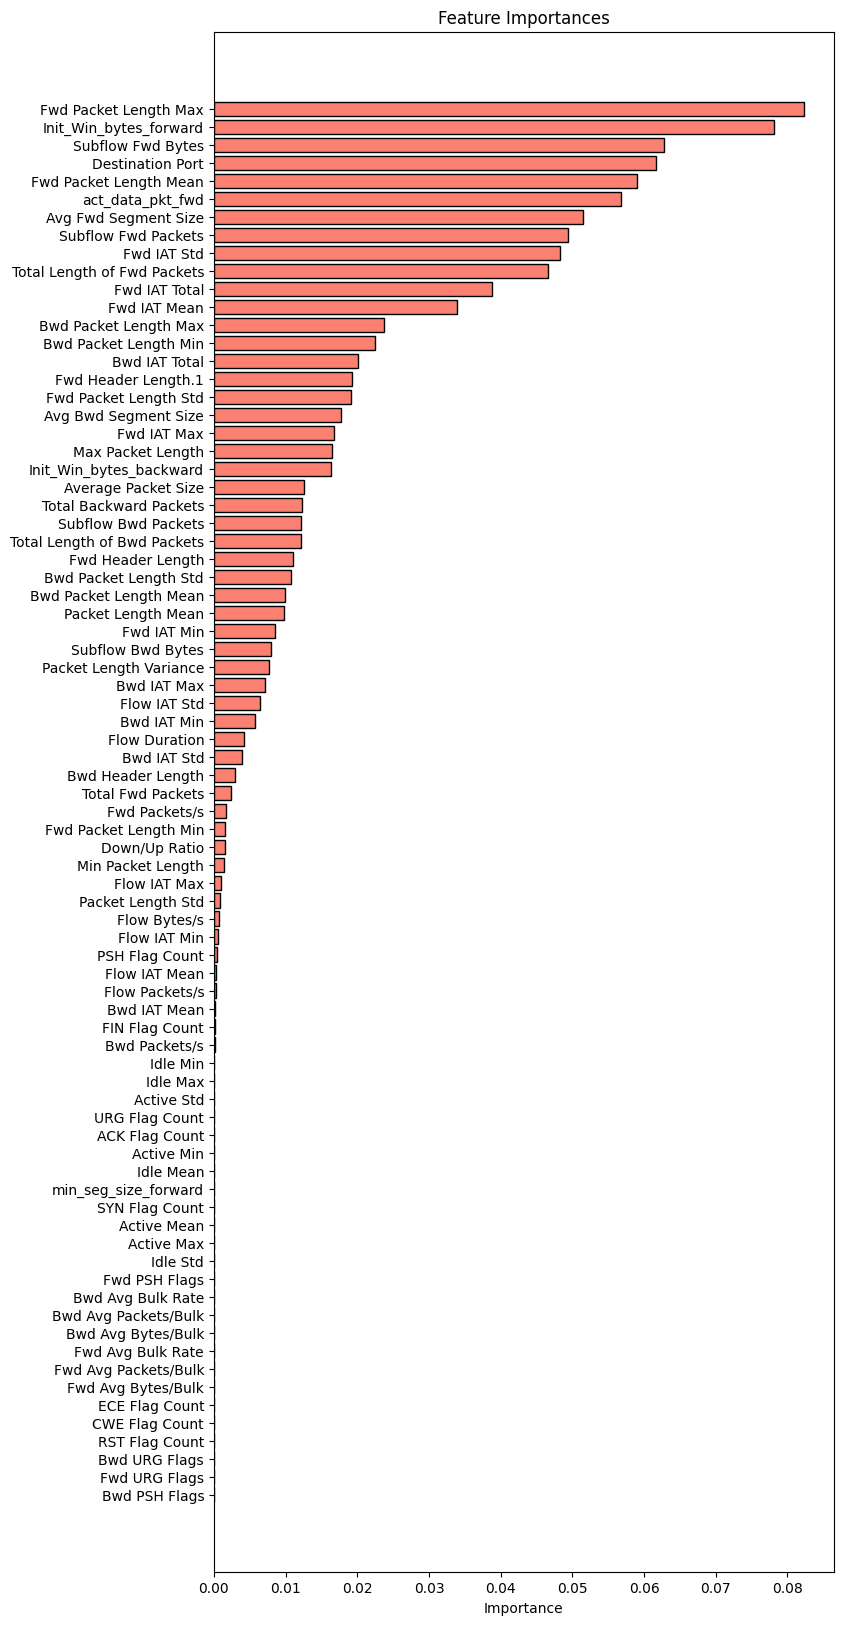 Feature Importances
Fwd Packet Length Max
Init_Win_bytes_forward
Subflow Fwd Bytes
Destination Port
Fwd Packet Length Mean
act_data_pkt_fwd
Avg Fwd Segment Size
Subflow Fwd Packets
Fwd IAT Std
Total Length of Fwd Packets
Fwd IAT Total
Fwd IAT Mean
Bwd Packet Length Max
Bwd Packet Length Min
Bwd IAT Total
Fwd Header Length.1
Fwd Packet Length Std
Avg Bwd Segment Size
Fwd IAT Max
Max Packet Length
Init_Win_bytes_backward
Average Packet Size
Total Backward Packets
Subflow Bwd Packets
Total Length of Bwd Packets
Fwd Header Length
Bwd Packet Length Std
Bwd Packet Length Mean
Packet Length Mean
Fwd IAT Min
Subflow Bwd Bytes
Packet Length Variance
Bwd IAT Max
Flow IAT Std
Bwd IAT Min
Flow Duration
Bwd IAT Std
Bwd Header Length
Total Fwd Packets
Fwd Packets/s
Fwd Packet Length Min
Down/Up Ratio
Min Packet Length
Flow IAT Max
Packet Length Std
Flow Bytes/s
Flow IAT Min
PSH Flag Count
Flow IAT Mean
Flow Packets/s
Bwd IAT Mean
FIN Flag Count
Bwd Packets/s
Idle Min
Idle Max
Active Std
URG Flag Count
ACK Flag Count
Active Min
Idle Mean
min_seg_size_forward
SYN Flag Count
Active Mean
Active Max
Idle Std
Fwd PSH Flags
Bwd Avg Bulk Rate
Bwd Avg Packets/Bulk
Bwd Avg Bytes/Bulk
Fwd Avg Bulk Rate
Fwd Avg Packets/Bulk
Fwd Avg Bytes/Bulk
ECE Flag Count
CWE Flag Count
RST Flag Count
Bwd URG Flags
Fwd URG Flags
Bwd PSH Flags
0.00 0.01 0.02 0.03 0.04 0.05 0.06 0.07 0.08
Importance